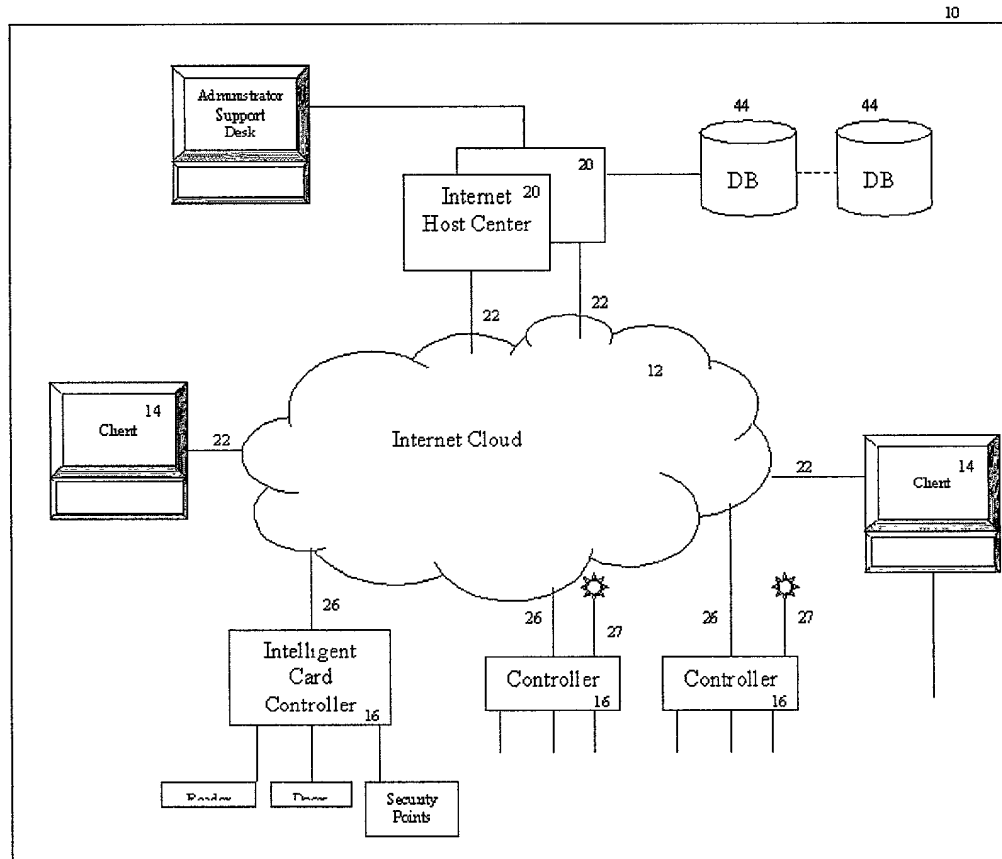 10
Administrator
Support
Desk
44
44
20
DB
DB
20
Internet
Host Center
22
22
12
14
Client
22
Internet Cloud
22
14
Client
26
26
27
26
27
Intelligent
Card
Controller
16
Controller
16
Controller
16
Security
Points